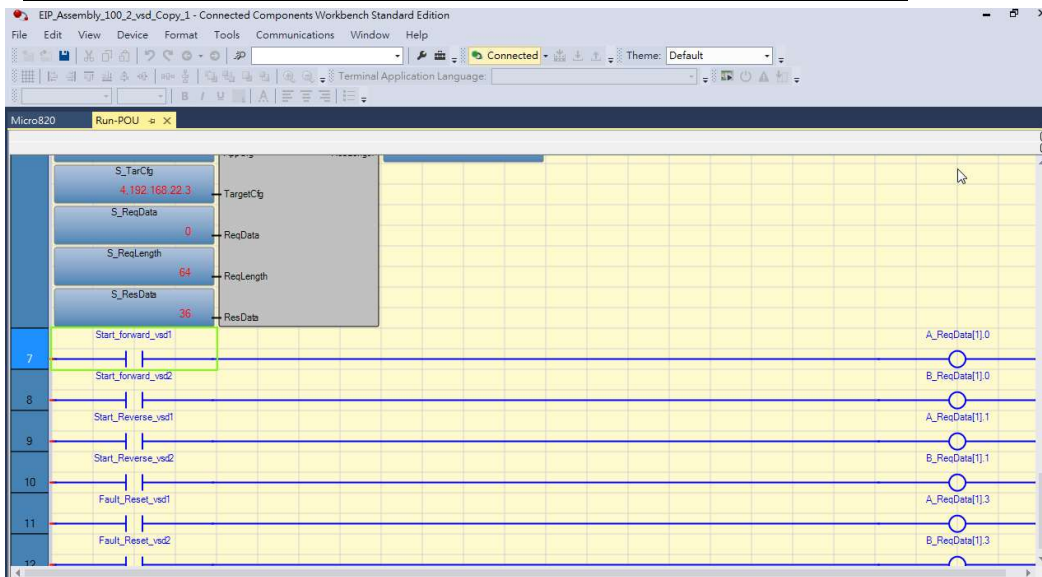 EIP_Assembly_100_2_vsd_Copy_1 - Connected Components Workbench Standard Edition
File Edit View Device Format Tools Communications Window Help
Connected Theme: Default
Terminal Application Language:
B I U A
Micro820 Run-POU
S_TarCfg
4,192.168.22.3 TargetCfg
S_ReqData
0 ReqData
S_ReqLength
64 ReqLength
S_ResData
36 ResData
Start_forward_vsd1 A_ReqData[1].0
7
Start_forward_vsd2 B_ReqData[1].0
8
Start_Reverse_vsd1 A_ReqData[1].1
9
Start_Reverse_vsd2 B_ReqData[1].1
10
Fault_Reset_vsd1 A_ReqData[1].3
11
Fault_Reset_vsd2 B_ReqData[1].3
12